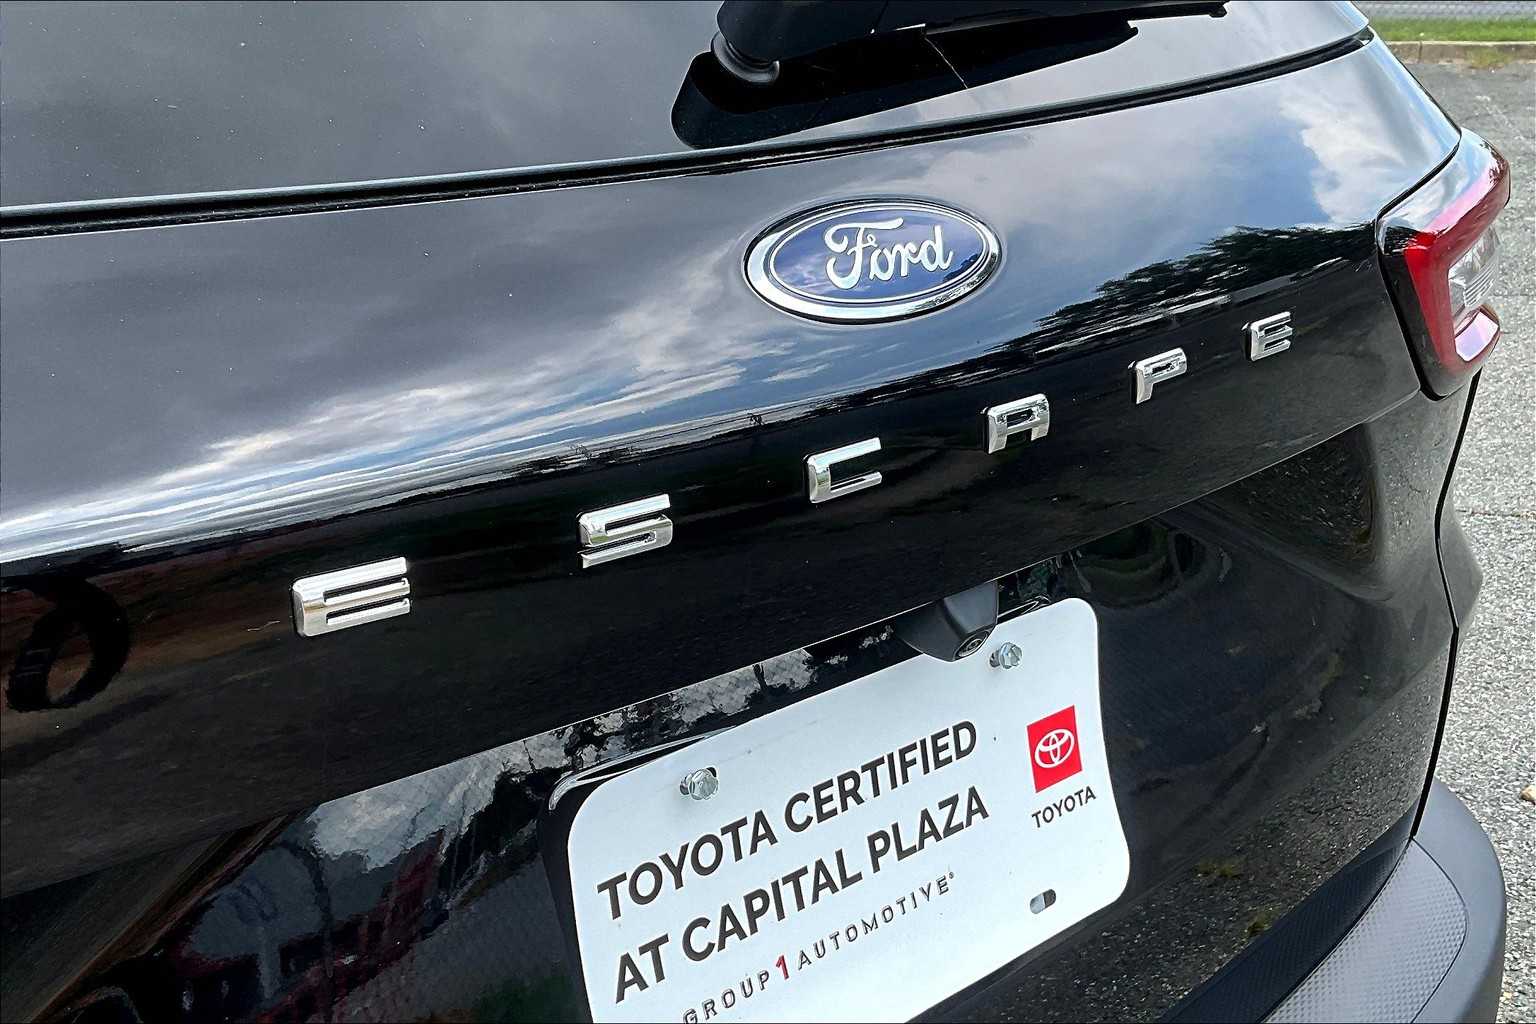 Ford
ESCAPE
TOYOTA CERTIFIED
AT CAPITAL PLAZA
GROUP 1 AUTOMOTIVE®
TOYOTA